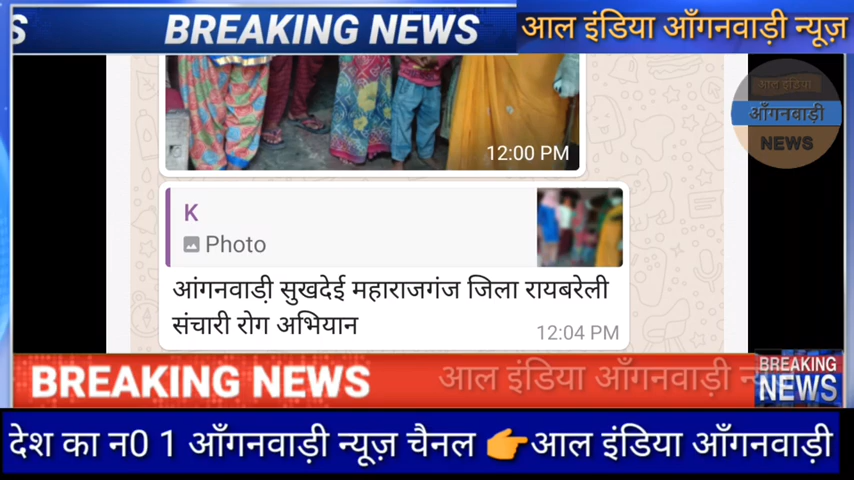 S
BREAKING NEWS
आल इंडिया आँगनवाड़ी न्यूज़
आल इंडिया
आँगनवाड़ी
NEWS
12:00 PM
K
Photo
आंगनवाड़ी सुखदेई महाराजगंज जिला रायबरेली
संचारी रोग अभियान
12:04 PM
BREAKING NEWS
आल इंडिया आँगनवाड़ी
BREAKING
NEWS
देश का न0 1 आँगनवाड़ी न्यूज़ चैनल 👉आल इंडिया आँगनवाड़ी